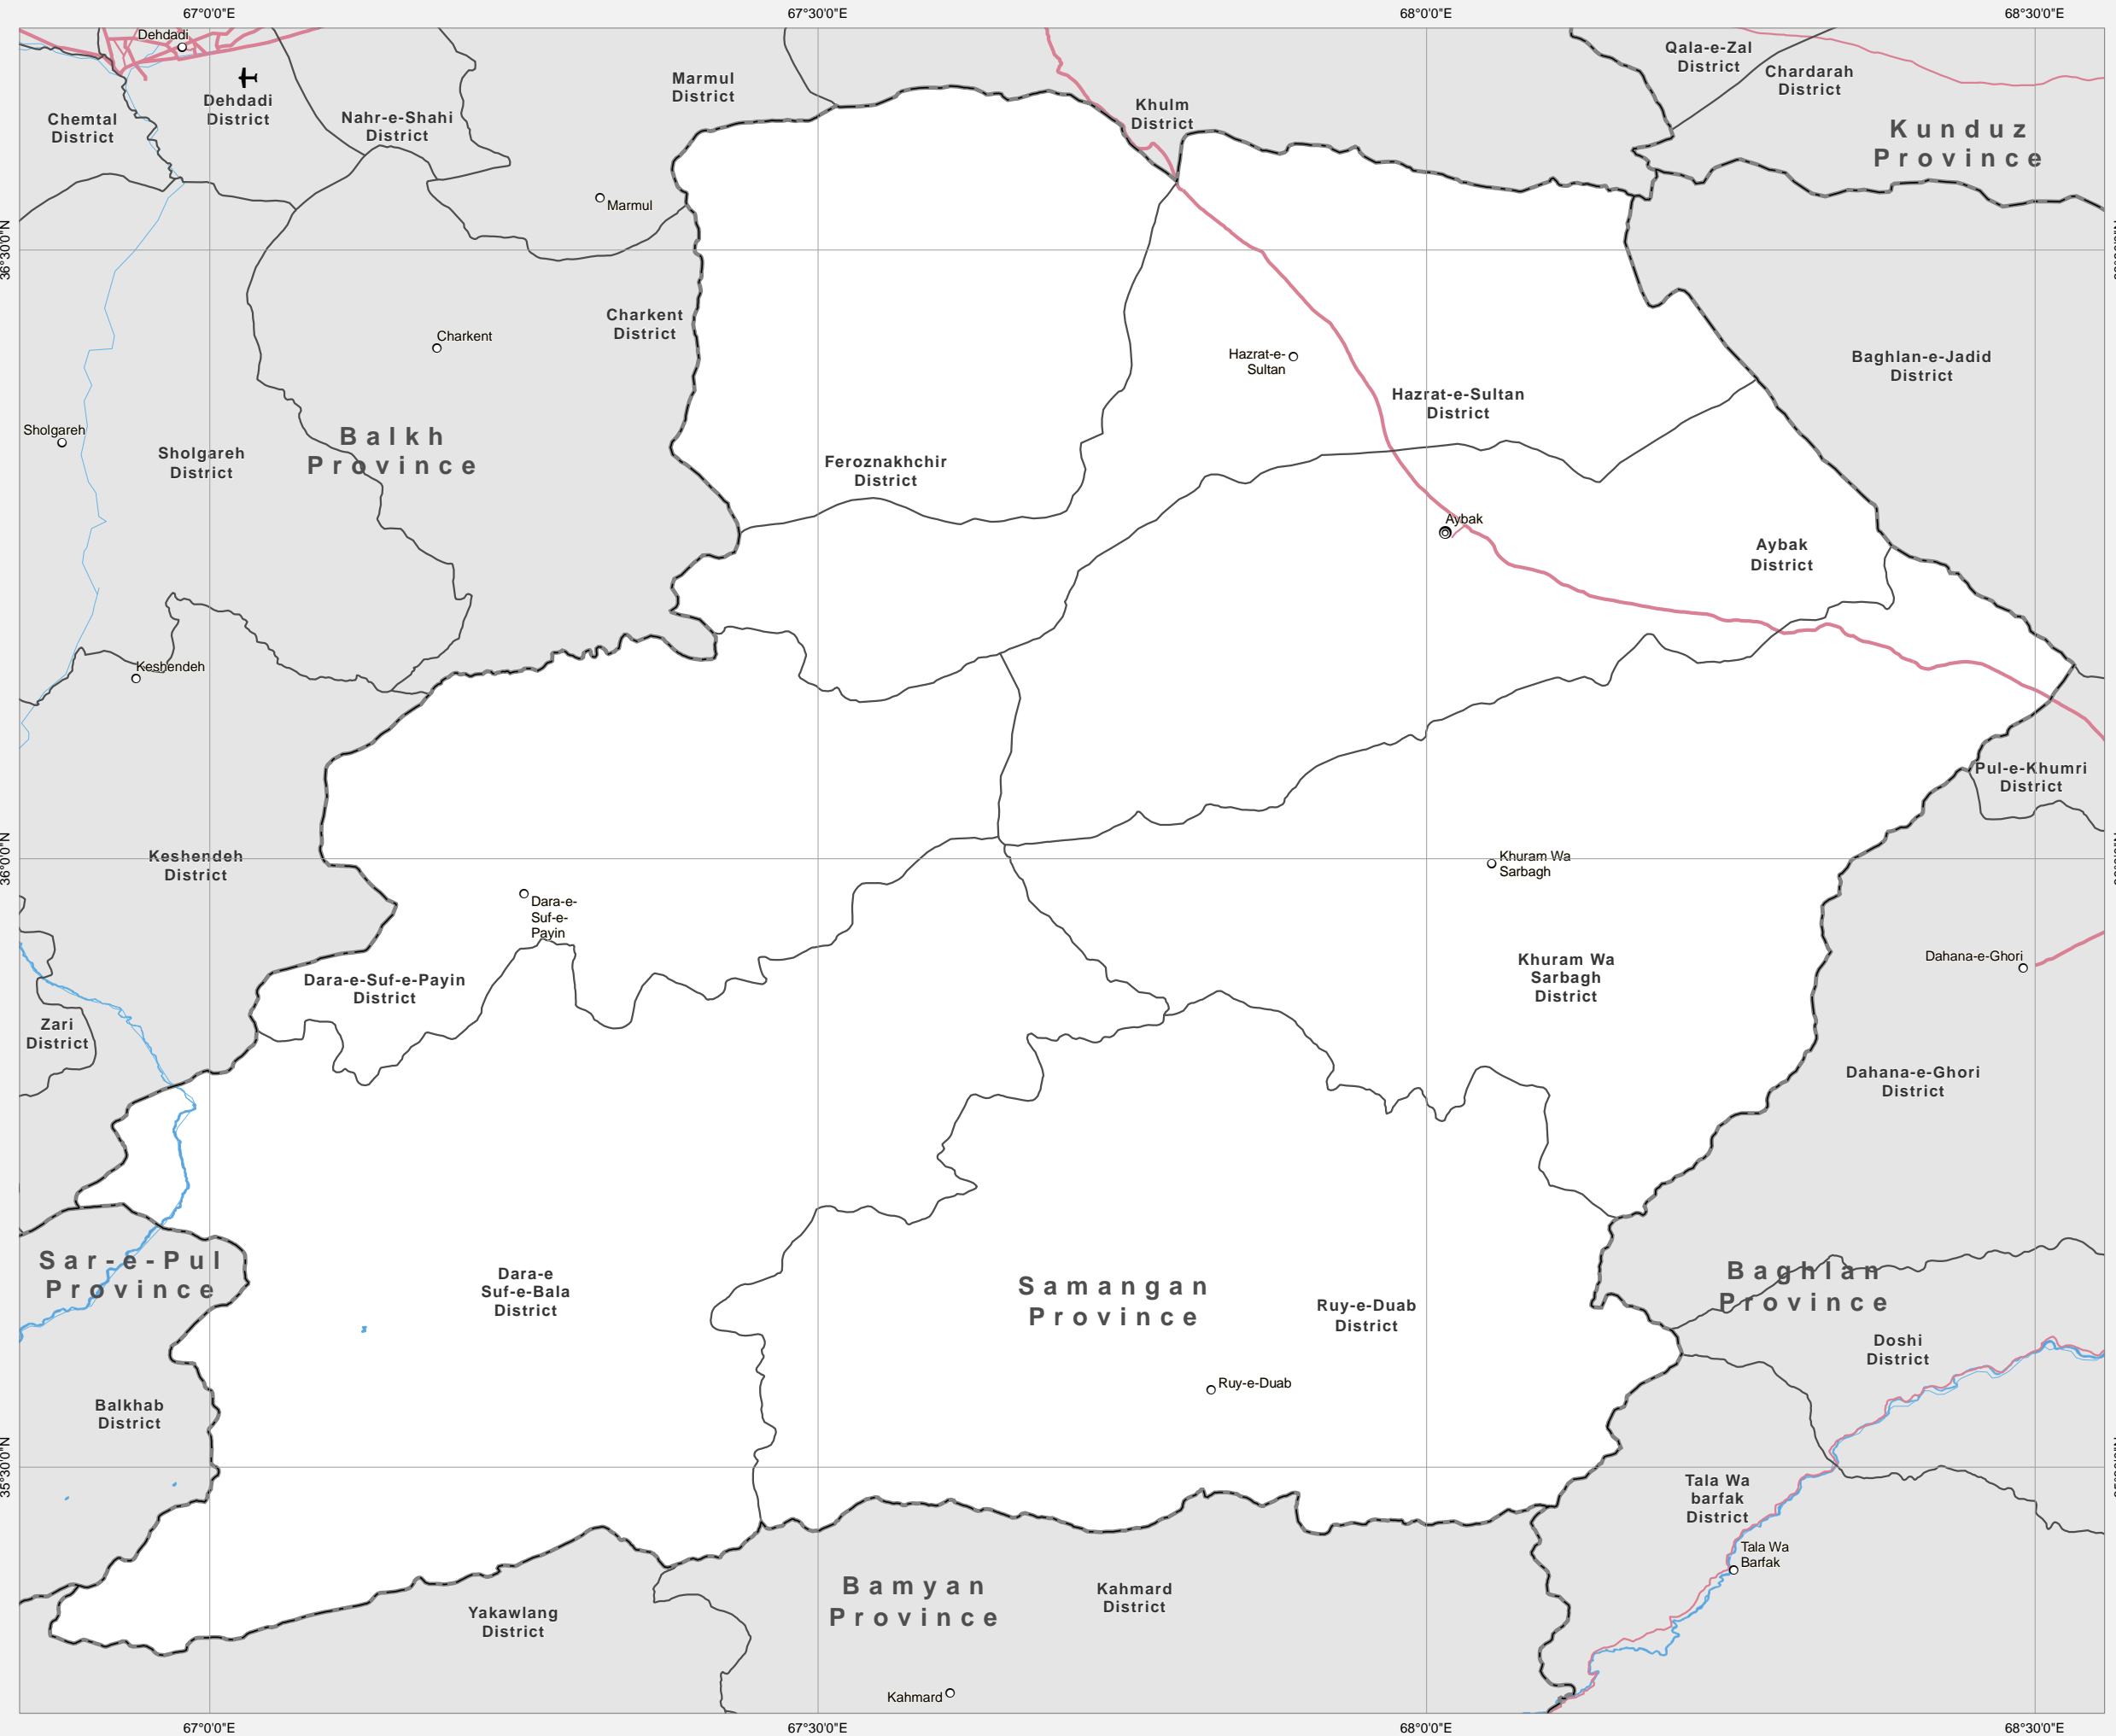 67°0'0"E
67°30'0"E
68°0'0"E
68°30'0"E
Dehdadi
Dehdadi
District
Chemtal
District
Nahr-e-Shahi
District
Marmul
District
Khulm
District
Qala-e-Zal
District
Chardarah
District
Kunduz
Province
Marmul
36°30'0"N
Charkent
District
Charkent
Hazrat-e-
Sultan
Baghlan-e-Jadid
District
Hazrat-e-Sultan
District
Sholgareh
Sholgareh
District
Balkh
Province
Feroznakhchir
District
Aybak
Aybak
District
Keshendeh
Pul-e-Khumri
District
36°0'0"N
Keshendeh
District
Khuram Wa
Sarbagh
Dara-e-
Suf-e-
Payin
Dara-e-Suf-e-Payin
District
Khuram Wa
Sarbagh
District
Dahana-e-Ghori
Zari
District
Dahana-e-Ghori
District
Sar-e-Pul
Province
Dara-e
Suf-e-Bala
District
Samangan
Province
Ruy-e-Duab
District
Baghlan
Province
Doshi
District
Ruy-e-Duab
Balkhab
District
35°30'0"N
Tala Wa
barfak
District
Tala Wa
Barfak
Bamyan
Province
Kahmard
District
Yakawlang
District
Kahmard
67°0'0"E
67°30'0"E
68°0'0"E
68°30'0"E